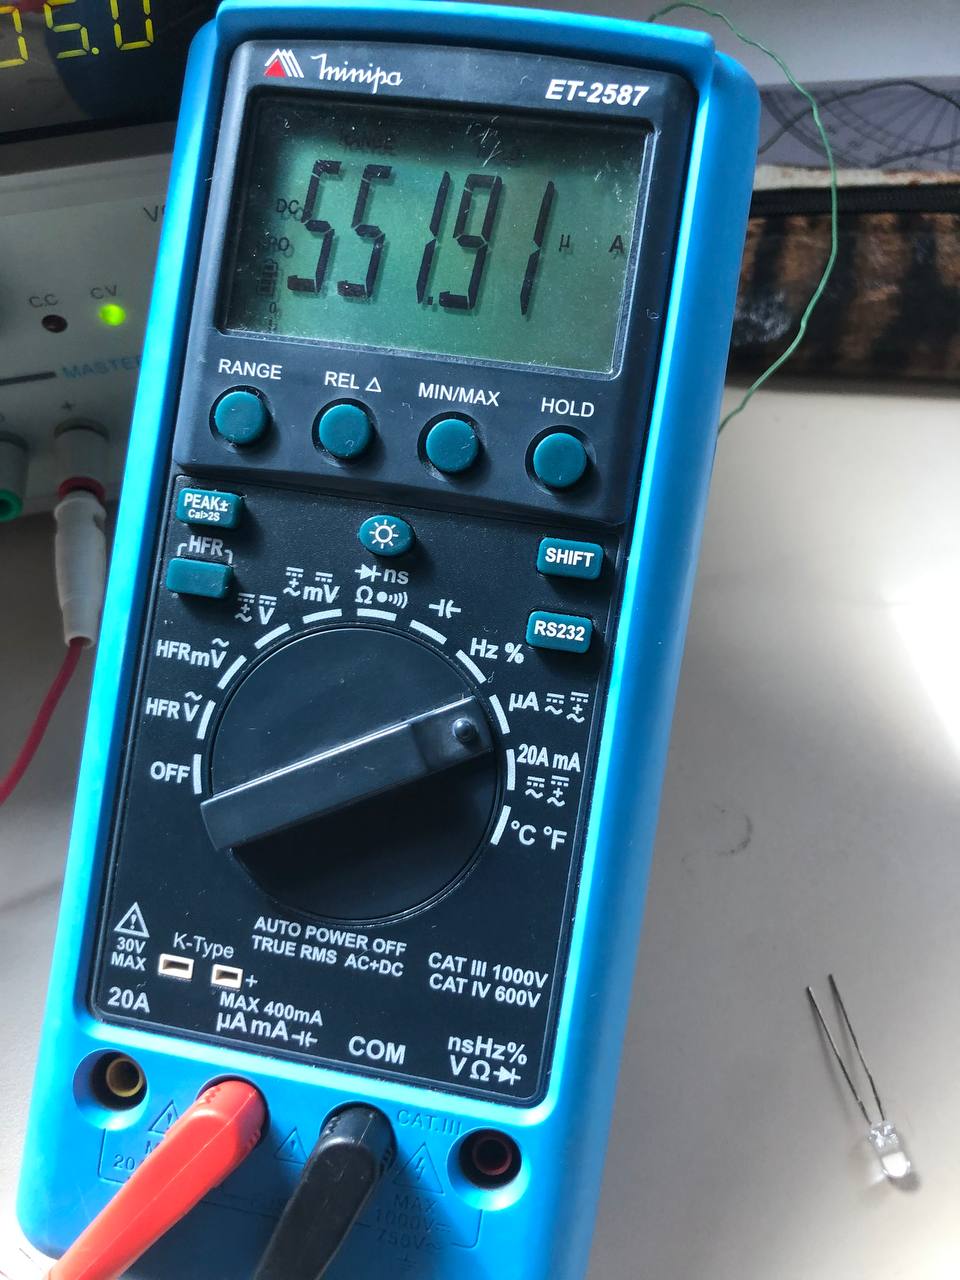 5.0
C.C
CV
MASTER
minipa
ET-2587
DC
551.91 µ A
RANGE
REL △
MIN/MAX
HOLD
PEAK±
Cal>2S
HFR
SHIFT
RS232
OFF
HFR V
HFR mV
V
mV
ns
Ω
Hz %
µA
20A mA
°C °F
30V
MAX
K-Type
+
20A
AUTO POWER OFF
TRUE RMS AC+DC
CAT III 1000V
CAT IV 600V
MAX 400mA
µA mA
COM
nsHz%
V Ω
CAT.III
MAX
1000V
750V